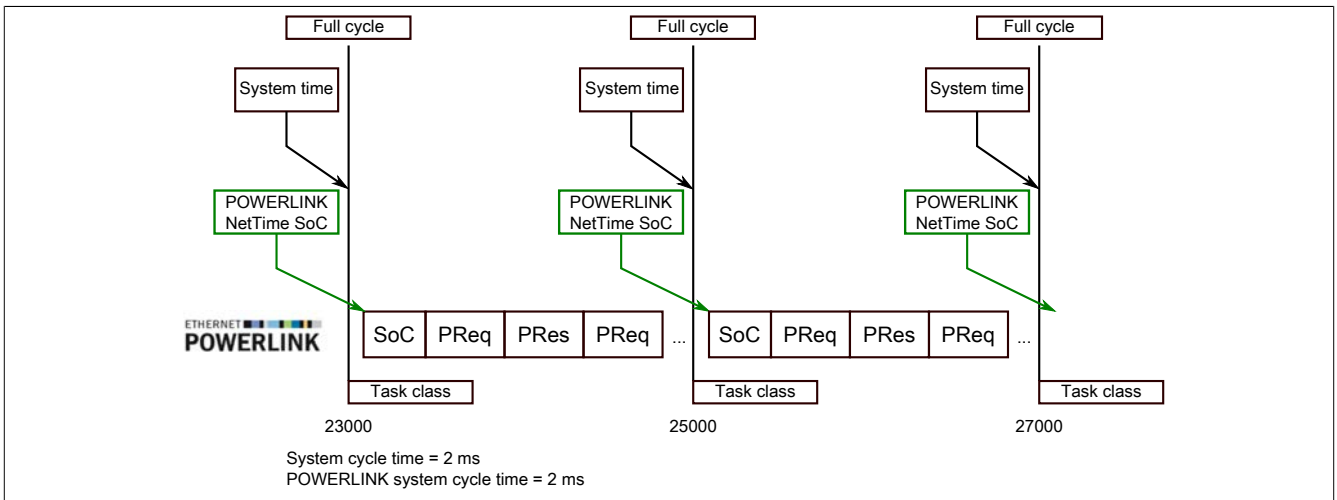 Full cycle
Full cycle
Full cycle
System time
System time
System time
POWERLINK
NetTime SoC
POWERLINK
NetTime SoC
POWERLINK
NetTime SoC
ETHERNET
POWERLINK
SoC PReq PRes PReq ... SoC PReq PRes PReq ...
Task class
Task class
Task class
23000
25000
27000
System cycle time = 2 ms
POWERLINK system cycle time = 2 ms